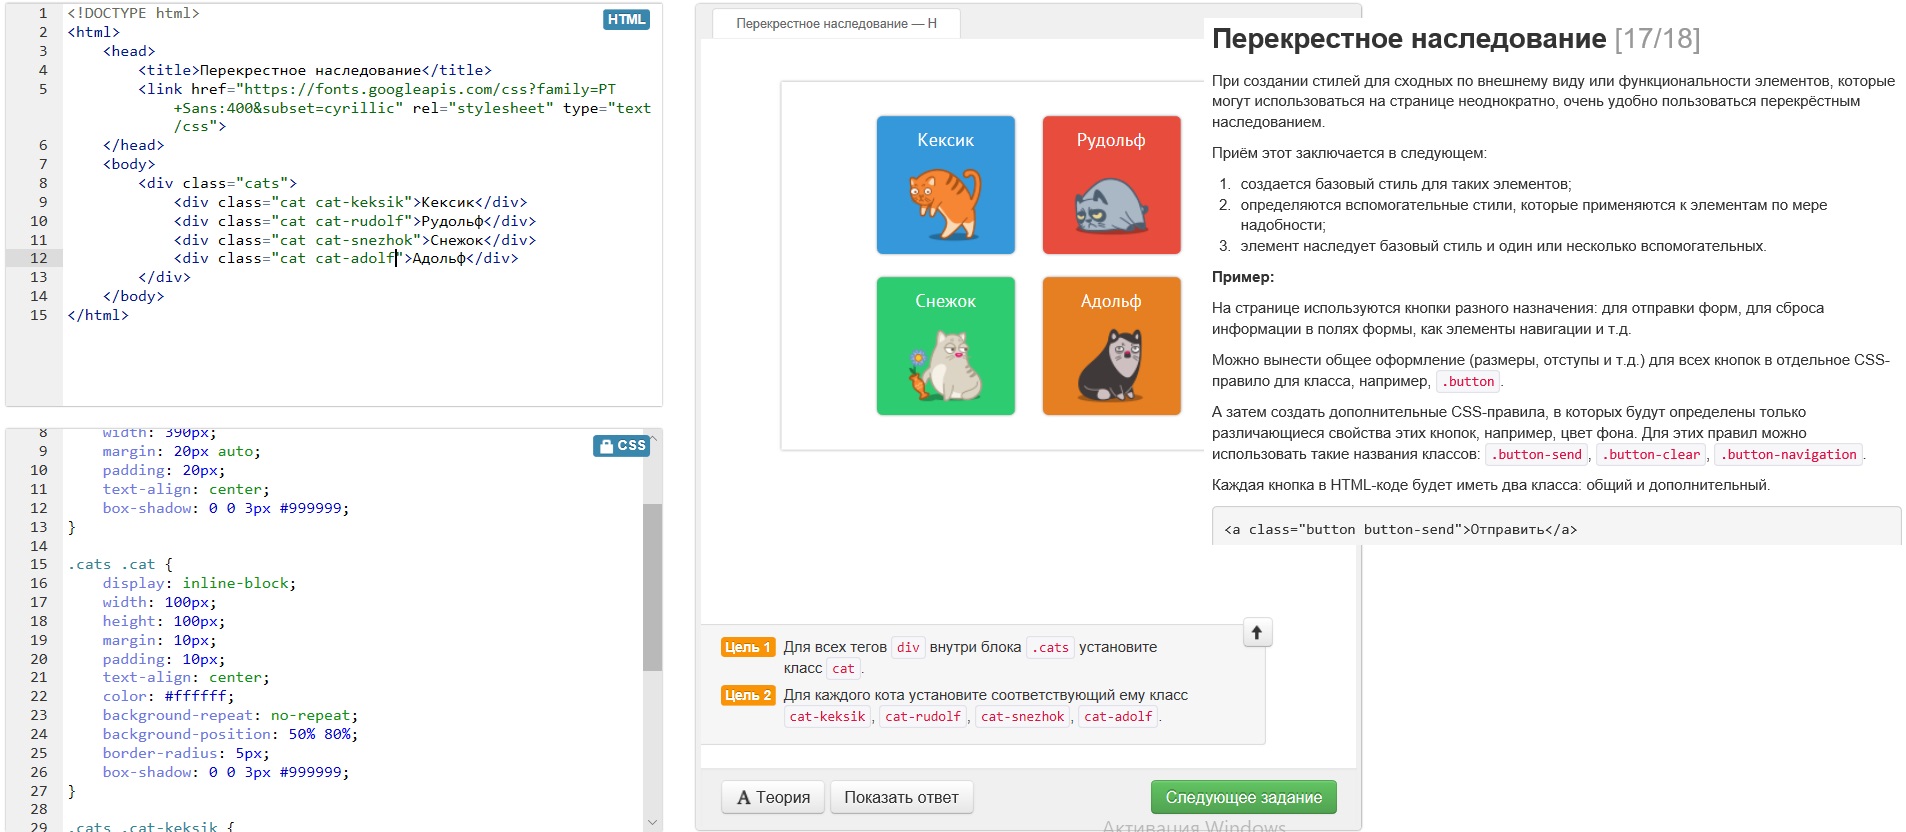 1 <!DOCTYPE html>
HTML
2 <html>
3 <head>
4 <title>Перекрестное наследование</title>
5 <link href="https://fonts.googleapis.com/css?family=PT
+Sans:400&subset=cyrillic" rel="stylesheet" type="text
/css">
6 </head>
7 <body>
8 <div class="cats">
9 <div class="cat cat-keksik">Кексик</div>
10 <div class="cat cat-rudolf">Рудольф</div>
11 <div class="cat cat-snezhok">Снежок</div>
12 <div class="cat cat-adolf">Адольф</div>
13 </div>
14 </body>
15 </html>
8 width: 390px;
CSS
9 margin: 20px auto;
10 padding: 20px;
11 text-align: center;
12 box-shadow: 0 0 3px #999999;
13 }
14
15 .cats .cat {
16 display: inline-block;
17 width: 100px;
18 height: 100px;
19 margin: 10px;
20 padding: 10px;
21 text-align: center;
22 color: #ffffff;
23 background-repeat: no-repeat;
24 background-position: 50% 80%;
25 border-radius: 5px;
26 box-shadow: 0 0 3px #999999;
27 }
28
29 .cats .cat-keksik {
Перекрестное наследование — H
Кексик
Рудольф
Снежок
Адольф
Цель 1 Для всех тегов div внутри блока .cats установите
класс cat.
Цель 2 Для каждого кота установите соответствующий ему класс
cat-keksik, cat-rudolf, cat-snezhok, cat-adolf.
A Теория
Показать ответ
Следующее задание
Активация Windows
Перекрестное наследование [17/18]
При создании стилей для сходных по внешнему виду или функциональности элементов, которые
могут использоваться на странице неоднократно, очень удобно пользоваться перекрёстным
наследованием.
Приём этот заключается в следующем:
1. создается базовый стиль для таких элементов;
2. определяются вспомогательные стили, которые применяются к элементам по мере
надобности;
3. элемент наследует базовый стиль и один или несколько вспомогательных.
Пример:
На странице используются кнопки разного назначения: для отправки форм, для сброса
информации в полях формы, как элементы навигации и т.д.
Можно вынести общее оформление (размеры, отступы и т.д.) для всех кнопок в отдельное CSS-
правило для класса, например, .button.
А затем создать дополнительные CSS-правила, в которых будут определены только
различающиеся свойства этих кнопок, например, цвет фона. Для этих правил можно
использовать такие названия классов: .button-send, .button-clear, .button-navigation.
Каждая кнопка в HTML-коде будет иметь два класса: общий и дополнительный.
<a class="button button-send">Отправить</a>